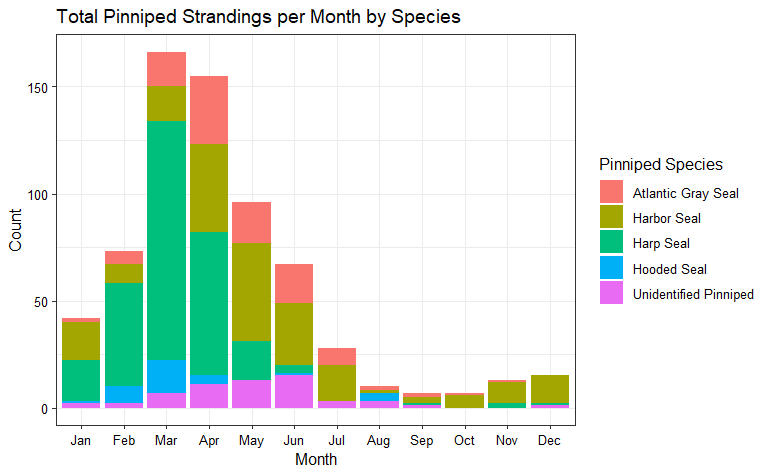 Total Pinniped Strandings per Month by Species
150
100
50
0
Count
Jan Feb Mar Apr May Jun Jul Aug Sep Oct Nov Dec
Month
Pinniped Species
Atlantic Gray Seal
Harbor Seal
Harp Seal
Hooded Seal
Unidentified Pinniped